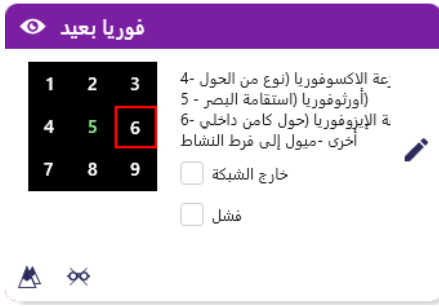 فوريا بعيد
1 2 3
4 5 6
7 8 9
عة الاكسوفوريا (نوع من الحول -4
(أورثوفوريا (استقامة البصر - 5
ة الإيزوفوريا (حول كامن داخلي -6
أخرى -ميول إلى فرط النشاط
خارج الشبكة
فشل